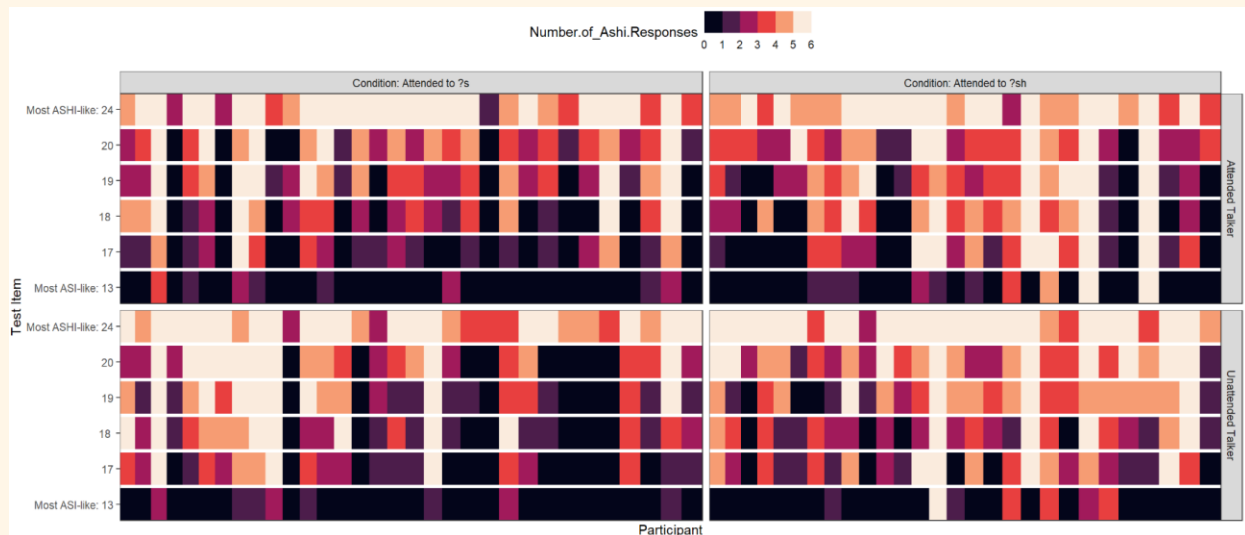 Number.of_Ashi.Responses
0 1 2 3 4 5 6
Condition: Attended to ?s
Condition: Attended to ?sh
Test Item
Most ASHI-like: 24
20
19
18
17
Most ASI-like: 13
Attended Talker
Most ASHI-like: 24
20
19
18
17
Most ASI-like: 13
Unattended Talker
Participant